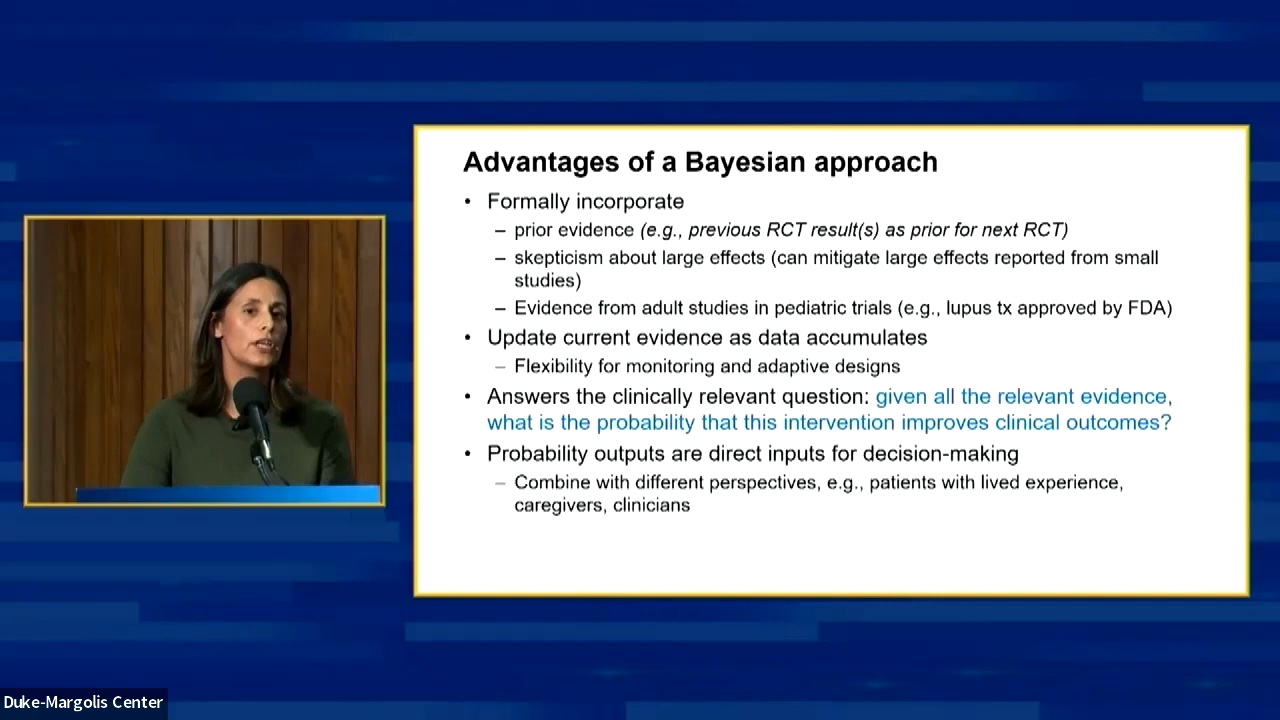 Advantages of a Bayesian approach
• Formally incorporate
– prior evidence (e.g., previous RCT result(s) as prior for next RCT)
– skepticism about large effects (can mitigate large effects reported from small
studies)
– Evidence from adult studies in pediatric trials (e.g., lupus tx approved by FDA)
• Update current evidence as data accumulates
– Flexibility for monitoring and adaptive designs
• Answers the clinically relevant question: given all the relevant evidence,
what is the probability that this intervention improves clinical outcomes?
• Probability outputs are direct inputs for decision-making
– Combine with different perspectives, e.g., patients with lived experience,
caregivers, clinicians
Duke-Margolis Center